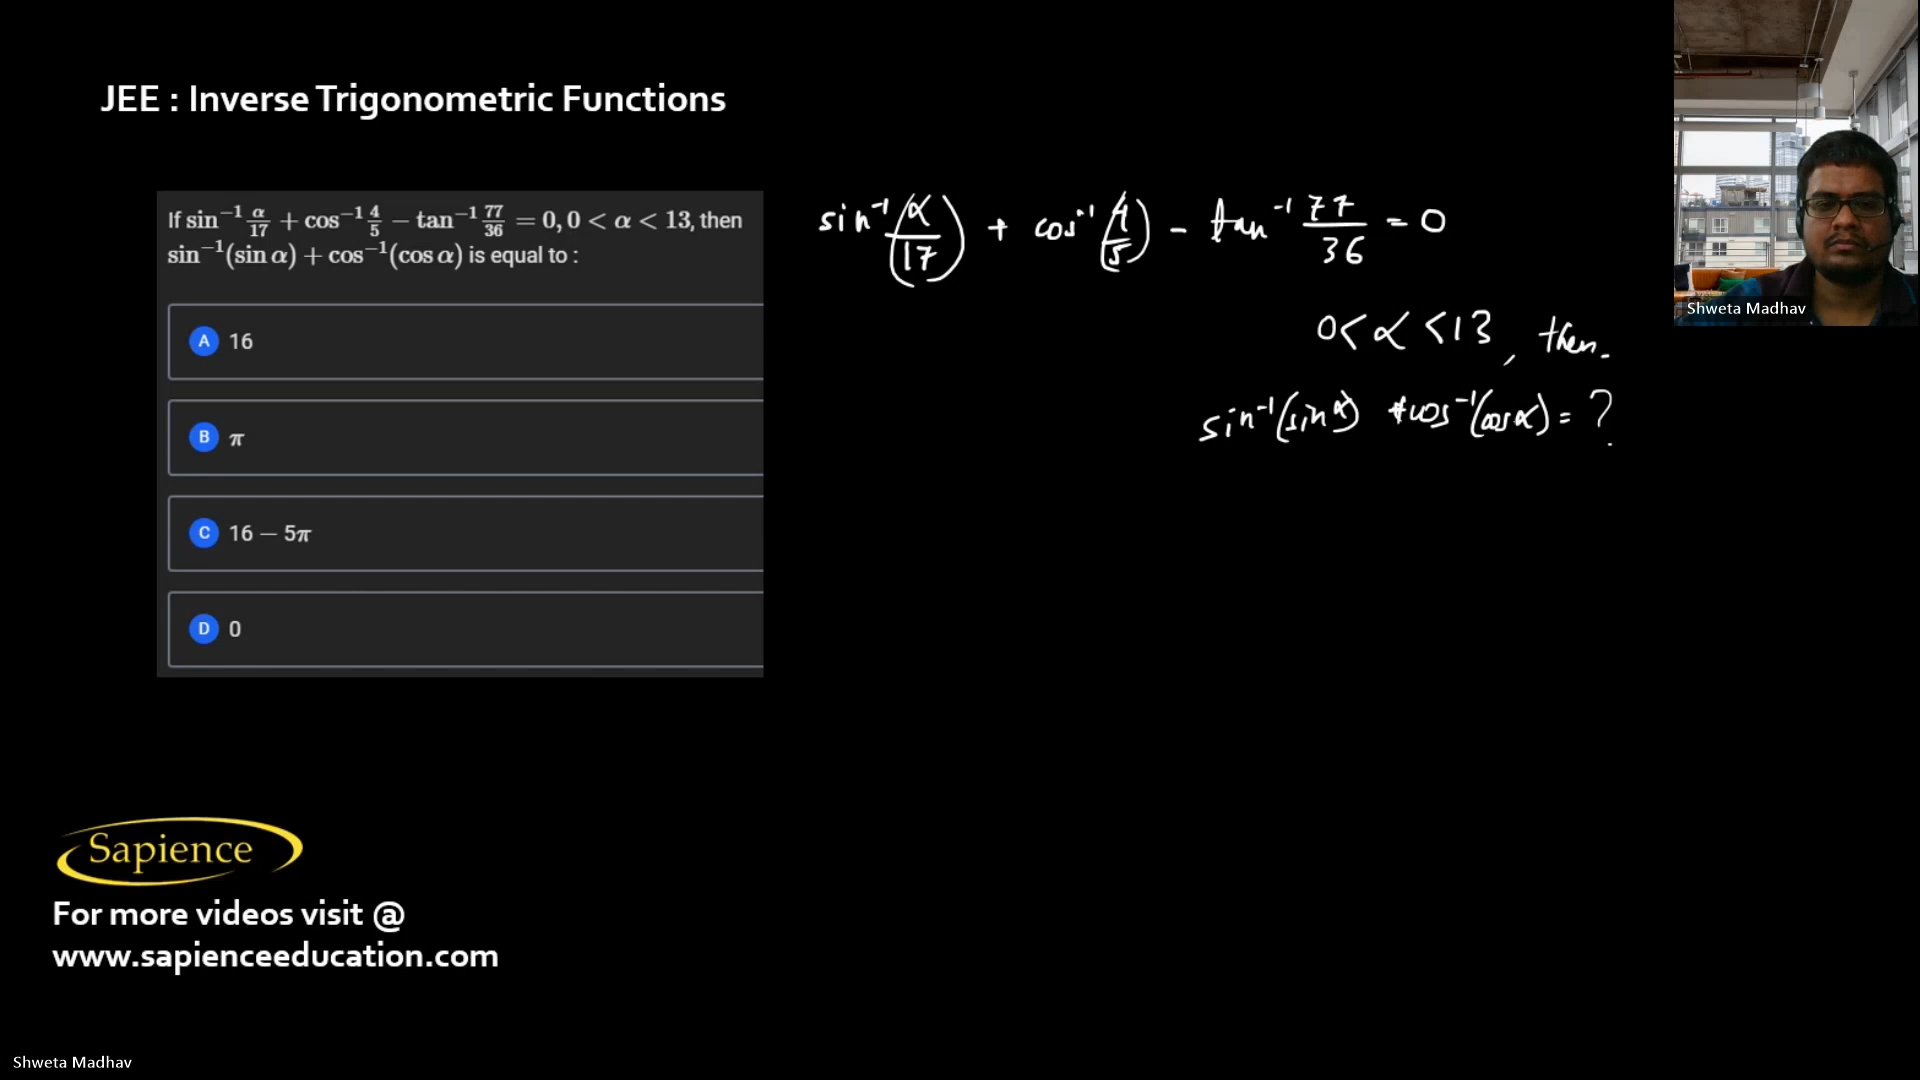 JEE : Inverse Trigonometric Functions
If sin⁻¹ α/17 + cos⁻¹ 4/5 − tan⁻¹ 77/36 = 0, 0 < α < 13, then
sin⁻¹(sin α) + cos⁻¹(cos α) is equal to :
A 16
B π
C 16 − 5π
D 0
sin⁻¹(α/17) + cos⁻¹(4/5) - tan⁻¹ 77/36 = 0
0 < α < 13, then.
sin⁻¹(sin α) + cos⁻¹(cos α) = ?
Shweta Madhav
Sapience
For more videos visit @
www.sapienceeducation.com
Shweta Madhav